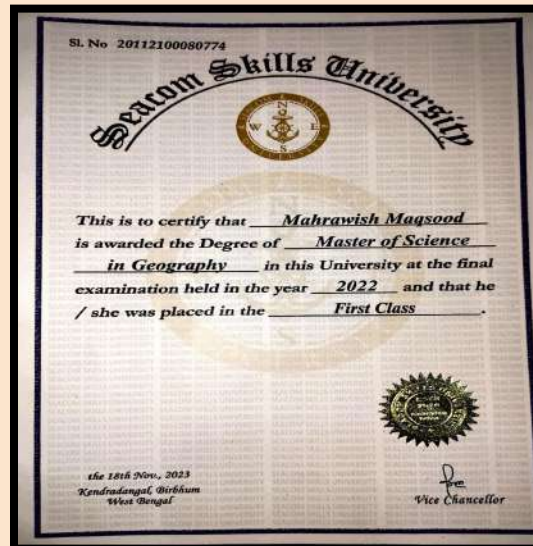 Sl. No 20112100080774
Seacom Skills University
N
W E
S
This is to certify that Mahrawish Maqsood
is awarded the Degree of Master of Science
in Geography in this University at the final
examination held in the year 2022 and that he
/ she was placed in the First Class.
the 18th Nov., 2023
Kendradangal, Birbhum
West Bengal
Vice Chancellor